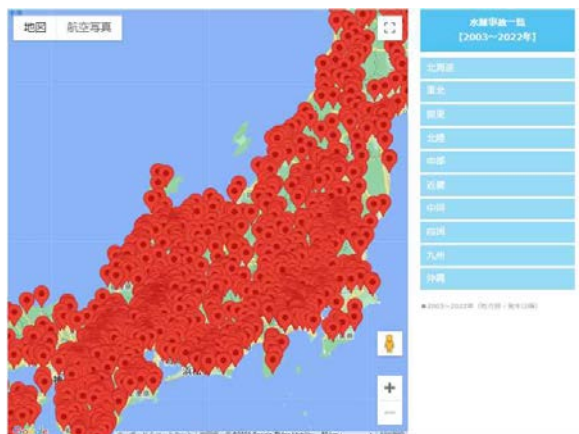 地図 航空写真
水難事故一覧
【2003～2022年】
北海道
東北
関東
北陸
中部
近畿
中国
四国
九州
沖縄
浜松